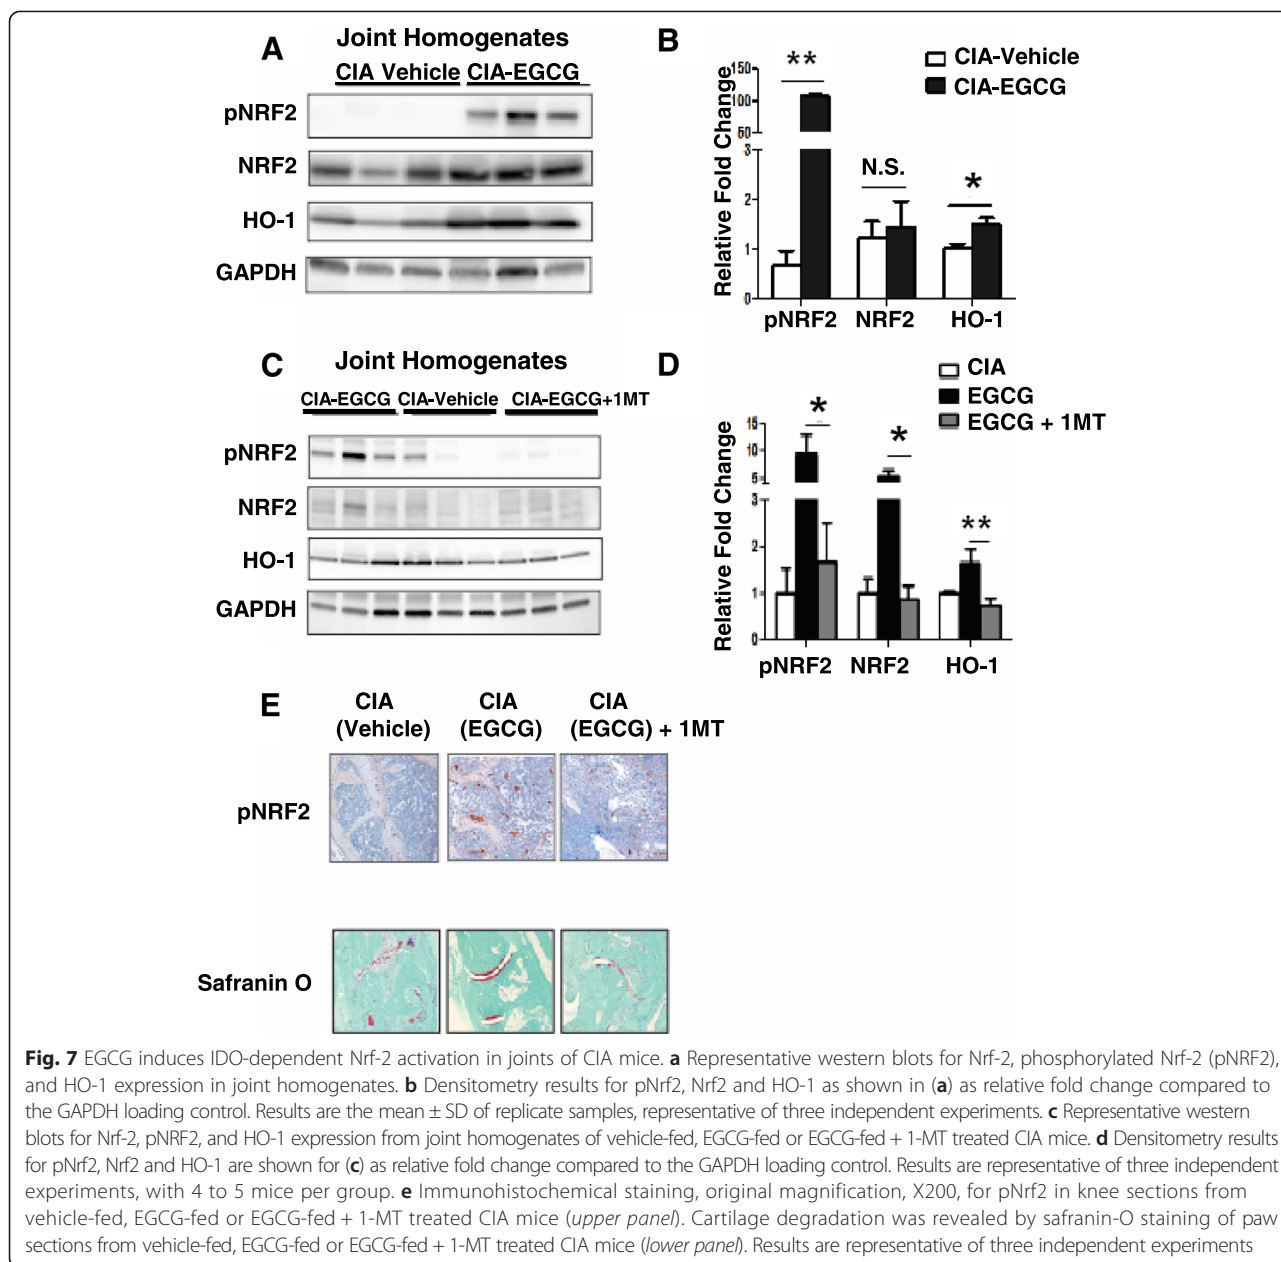 A
Joint Homogenates
CIA Vehicle CIA-EGCG
pNRF2
NRF2
HO-1
GAPDH
B
CIA-Vehicle
CIA-EGCG
Relative Fold Change
150
100
50
3
2
1
0
**
N.S.
*
pNRF2 NRF2 HO-1
C
Joint Homogenates
CIA-EGCG CIA-Vehicle CIA-EGCG+1MT
pNRF2
NRF2
HO-1
GAPDH
D
CIA
EGCG
EGCG + 1MT
Relative Fold Change
15
10
5
3
2
1
0
*
*
**
pNRF2 NRF2 HO-1
E
CIA (Vehicle)
CIA (EGCG)
CIA (EGCG) + 1MT
pNRF2
Safranin O
Fig. 7 EGCG induces IDO-dependent Nrf-2 activation in joints of CIA mice. a Representative western blots for Nrf-2, phosphorylated Nrf-2 (pNRF2),
and HO-1 expression in joint homogenates. b Densitometry results for pNrf2, Nrf2 and HO-1 as shown in (a) as relative fold change compared to
the GAPDH loading control. Results are the mean ± SD of replicate samples, representative of three independent experiments. c Representative western
blots for Nrf-2, pNRF2, and HO-1 expression from joint homogenates of vehicle-fed, EGCG-fed or EGCG-fed + 1-MT treated CIA mice. d Densitometry results
for pNrf2, Nrf2 and HO-1 are shown for (c) as relative fold change compared to the GAPDH loading control. Results are representative of three independent
experiments, with 4 to 5 mice per group. e Immunohistochemical staining, original magnification, X200, for pNrf2 in knee sections from
vehicle-fed, EGCG-fed or EGCG-fed + 1-MT treated CIA mice (upper panel). Cartilage degradation was revealed by safranin-O staining of paw
sections from vehicle-fed, EGCG-fed or EGCG-fed + 1-MT treated CIA mice (lower panel). Results are representative of three independent experiments